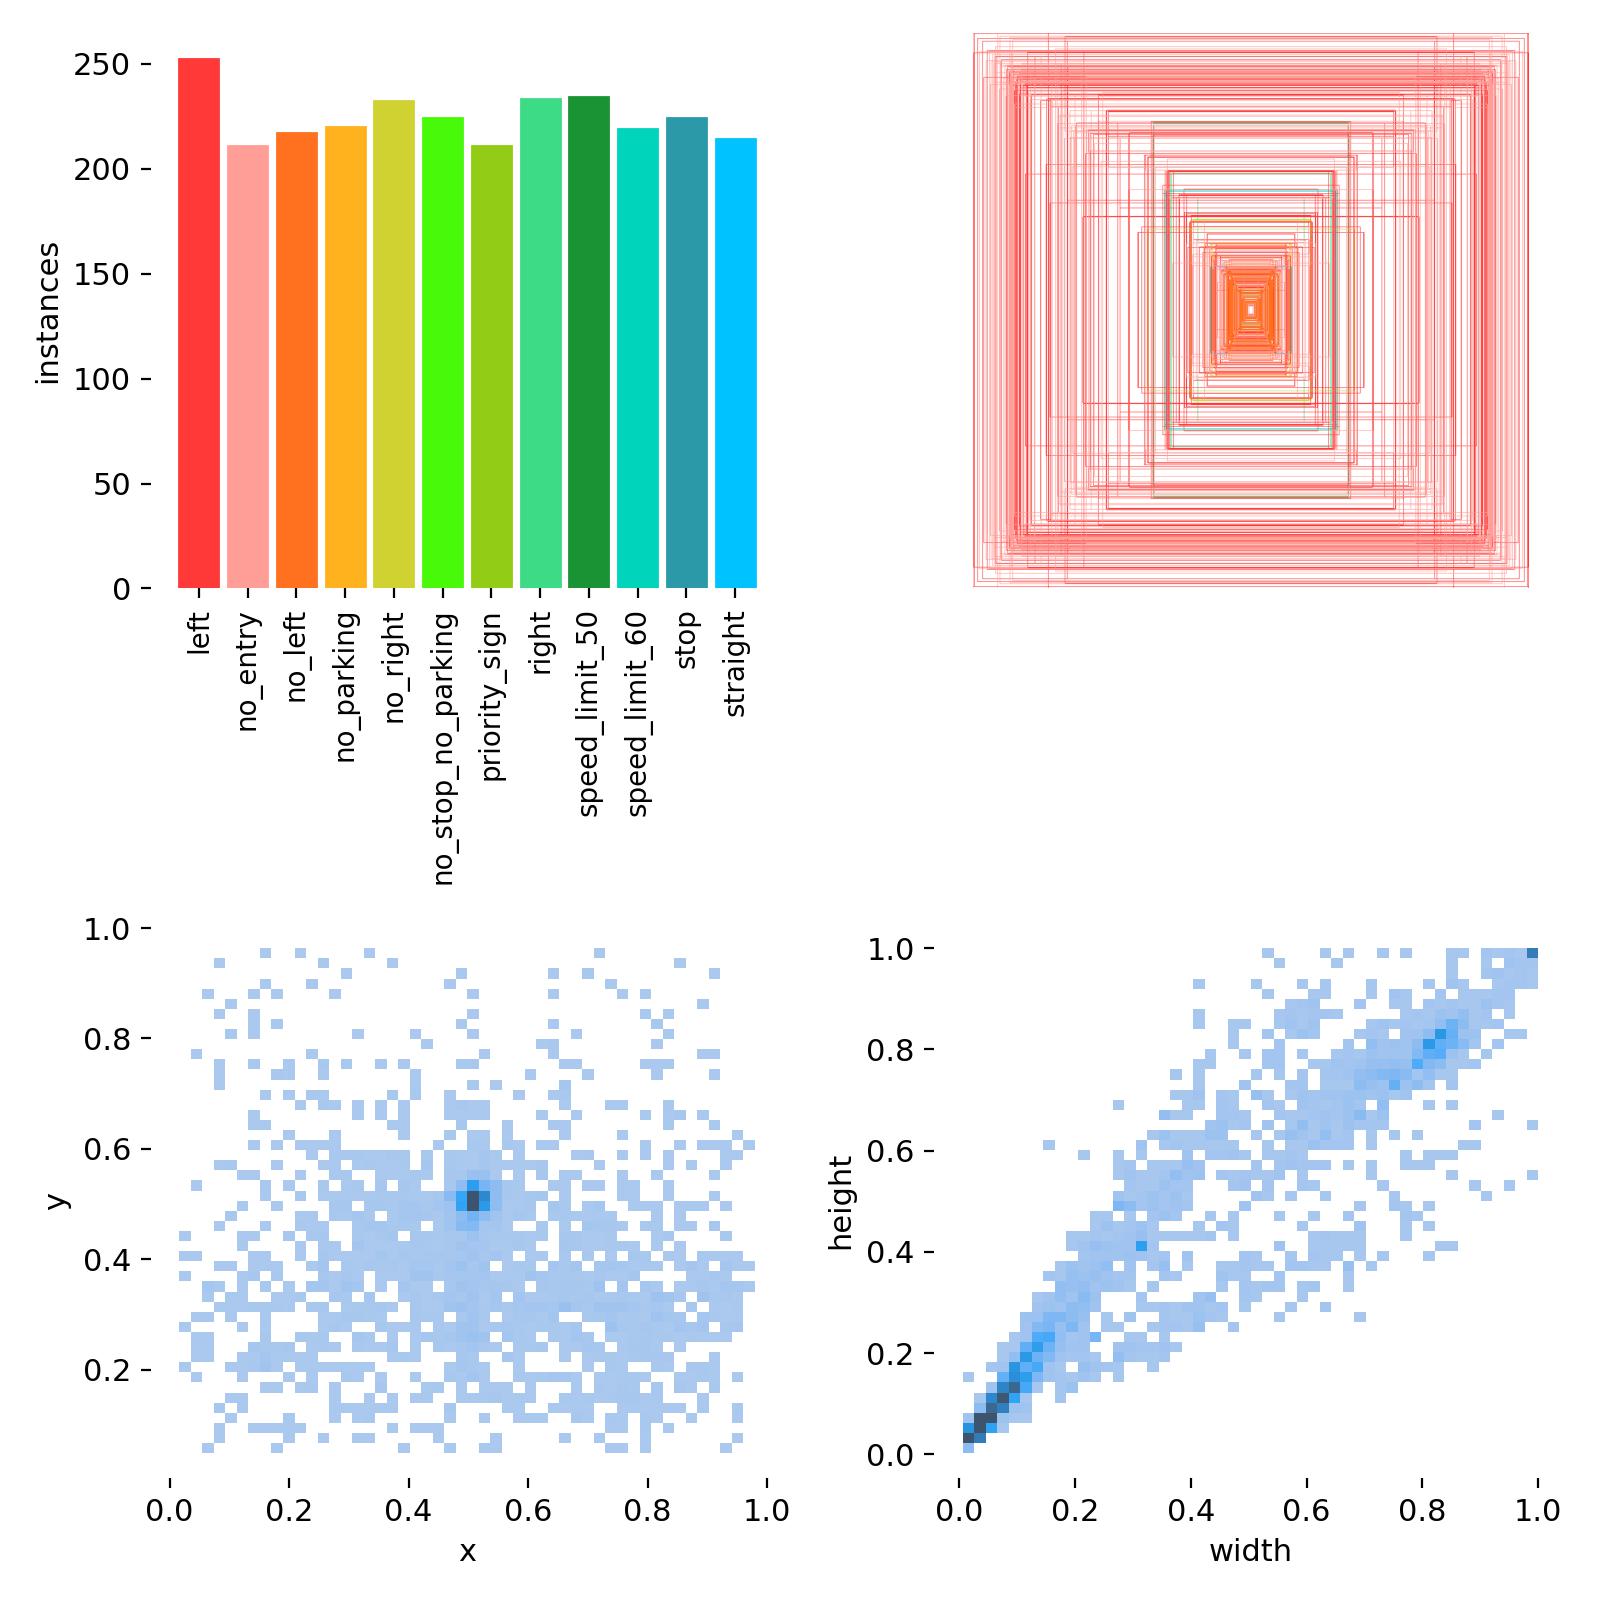 250
200
150
100
50
0
instances
left
no_entry
no_left
no_parking
no_right
no_stop_no_parking
priority_sign
right
speed_limit_50
speed_limit_60
stop
straight
1.0
0.8
0.6
0.4
0.2
y
0.0 0.2 0.4 0.6 0.8 1.0
x
1.0
0.8
0.6
0.4
0.2
0.0
height
0.0 0.2 0.4 0.6 0.8 1.0
width